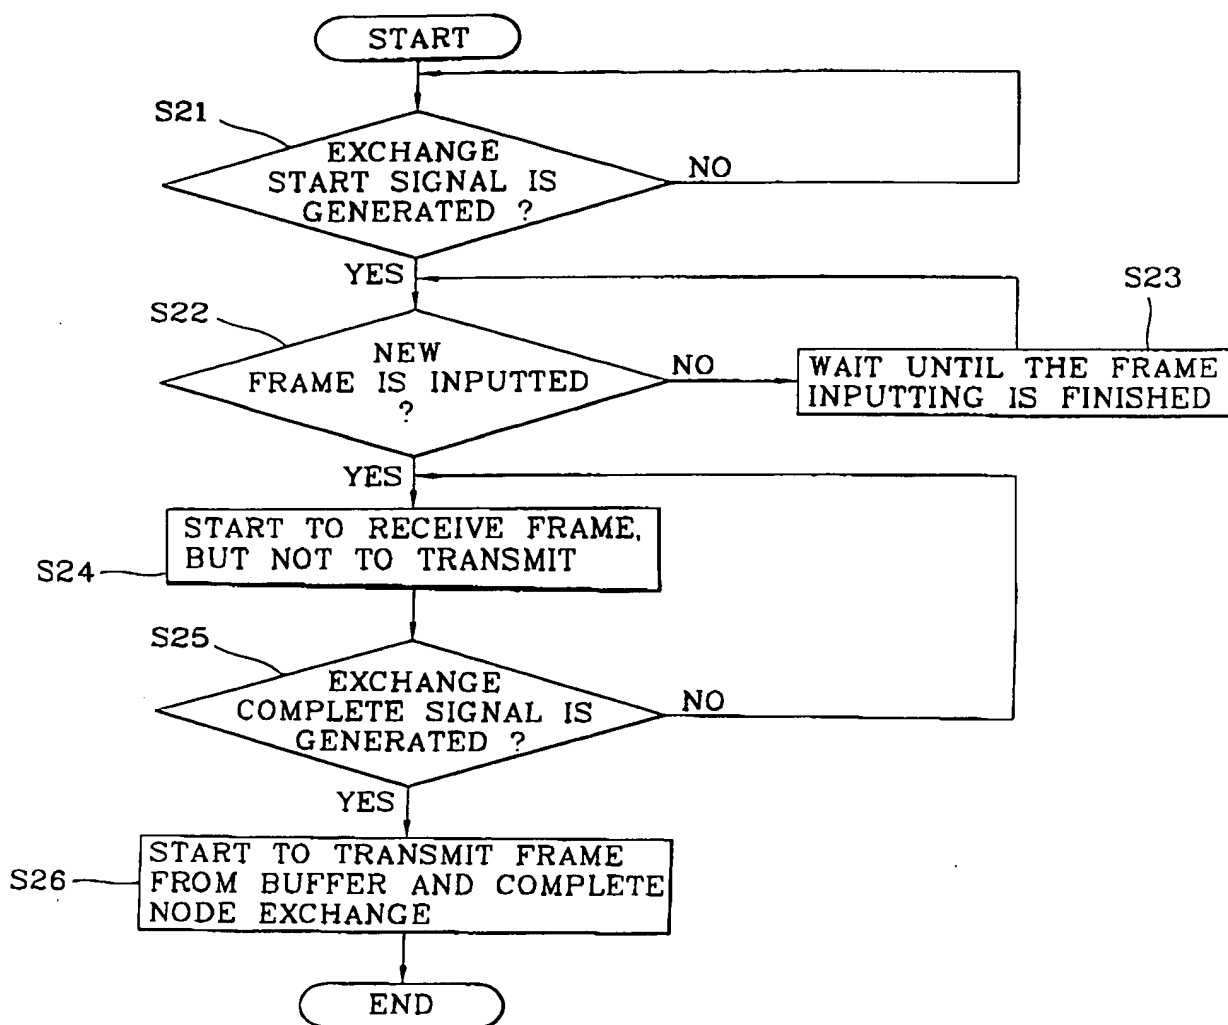 START
S21
EXCHANGE
START SIGNAL IS
GENERATED ?
NO
YES
S22
NEW
FRAME IS INPUTTED
?
NO
S23
WAIT UNTIL THE FRAME
INPUTTING IS FINISHED
YES
START TO RECEIVE FRAME,
BUT NOT TO TRANSMIT
S24
S25
EXCHANGE
COMPLETE SIGNAL IS
GENERATED ?
NO
YES
START TO TRANSMIT FRAME
FROM BUFFER AND COMPLETE
NODE EXCHANGE
S26
END